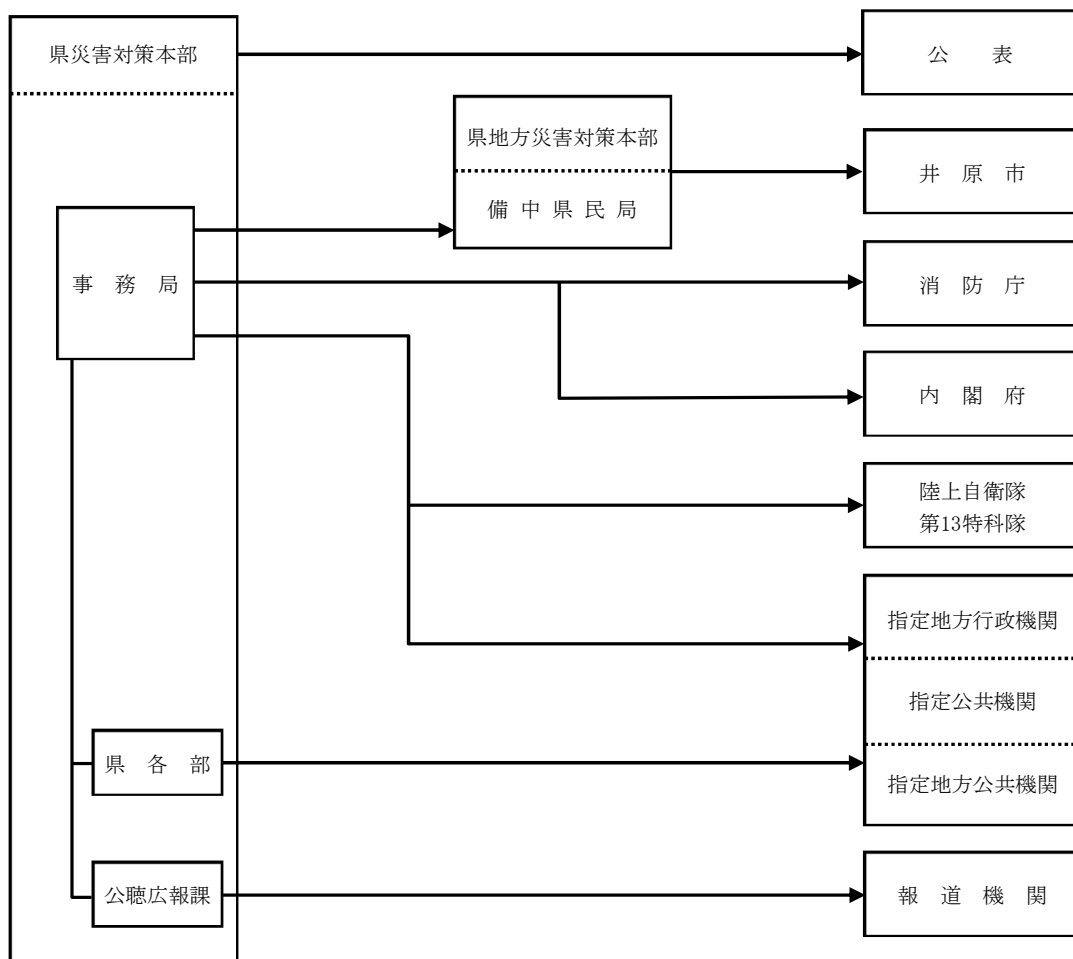 県災害対策本部
公表
県地方災害対策本部
備中県民局
井原市
事務局
消防庁
内閣府
陸上自衛隊
第13特科隊
指定地方行政機関
指定公共機関
県各部
指定地方公共機関
公聴広報課
報道機関